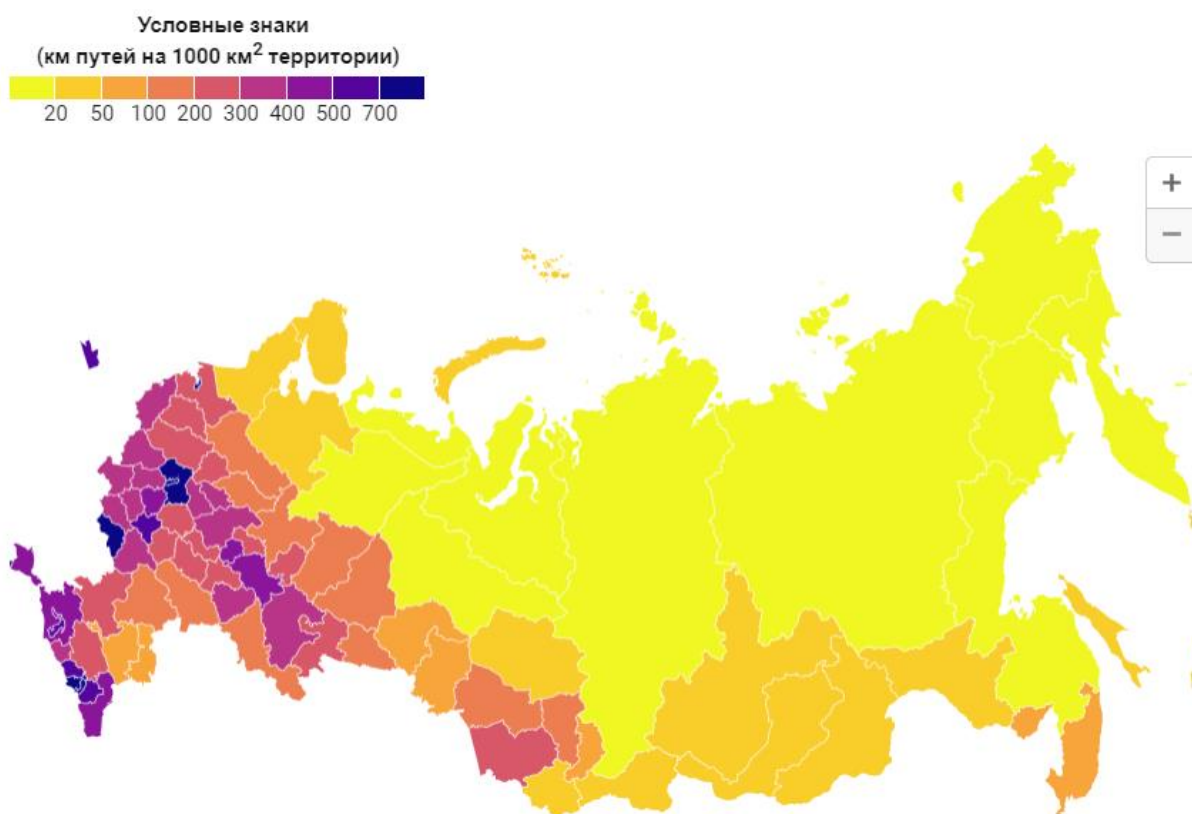 Условные знаки
(км путей на 1000 км² территории)
20 50 100 200 300 400 500 700
+
−